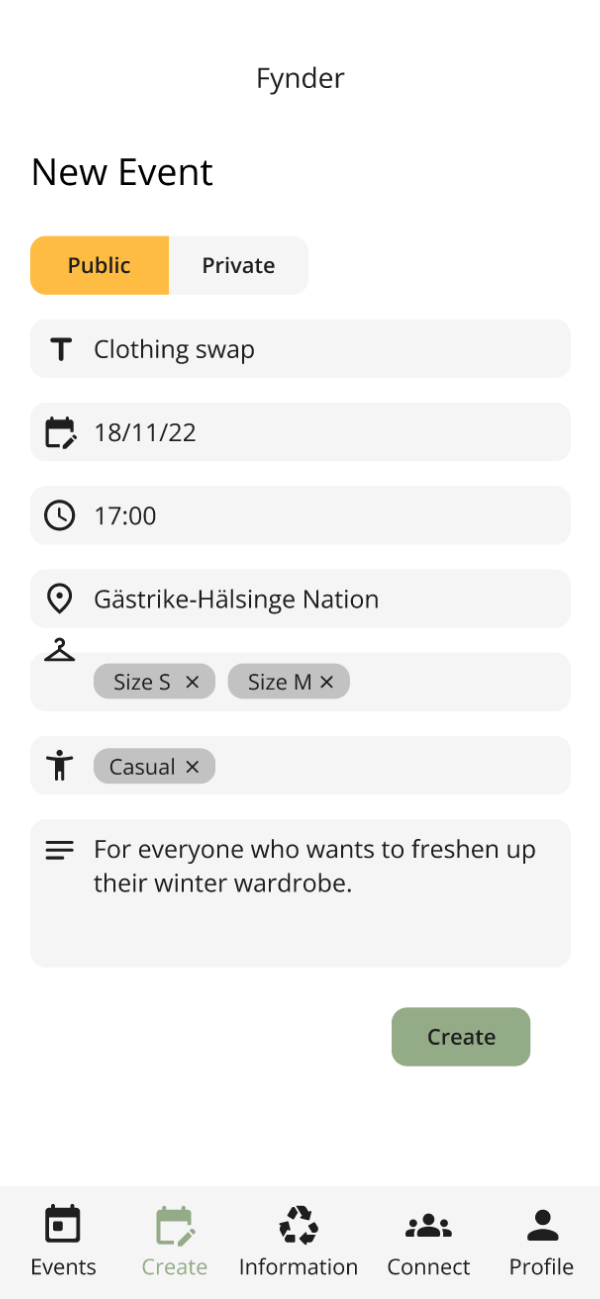 Fynder
New Event
Public Private
Clothing swap
18/11/22
17:00
Gästrike-Hälsinge Nation
Size S × Size M ×
Casual ×
For everyone who wants to freshen up
their winter wardrobe.
Create
Events Create Information Connect Profile